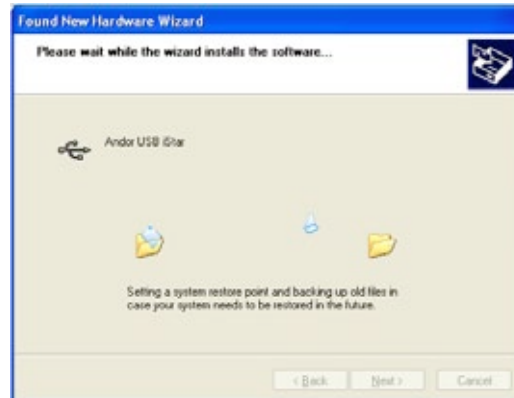 Found New Hardware Wizard
Please wait while the wizard installs the software...
Andor USB iStar
Setting a system restore point and backing up old files in
case your system needs to be restored in the future.
< Back
Next >
Cancel